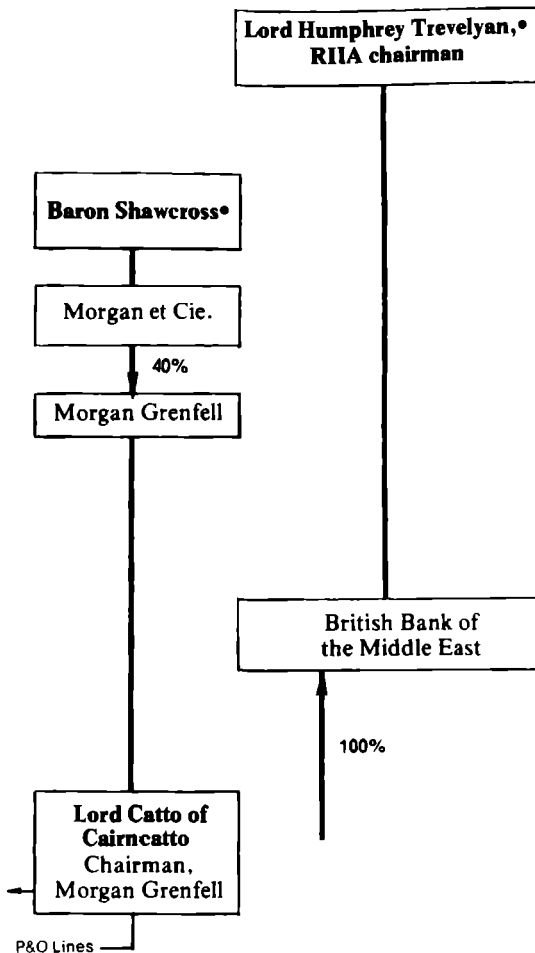 Lord Humphrey Trevelyan,•
RIIA chairman
Baron Shawcross•
Morgan et Cie.
40%
Morgan Grenfell
British Bank of
the Middle East
100%
Lord Catto of
Cairncatto
Chairman,
Morgan Grenfell
P&O Lines